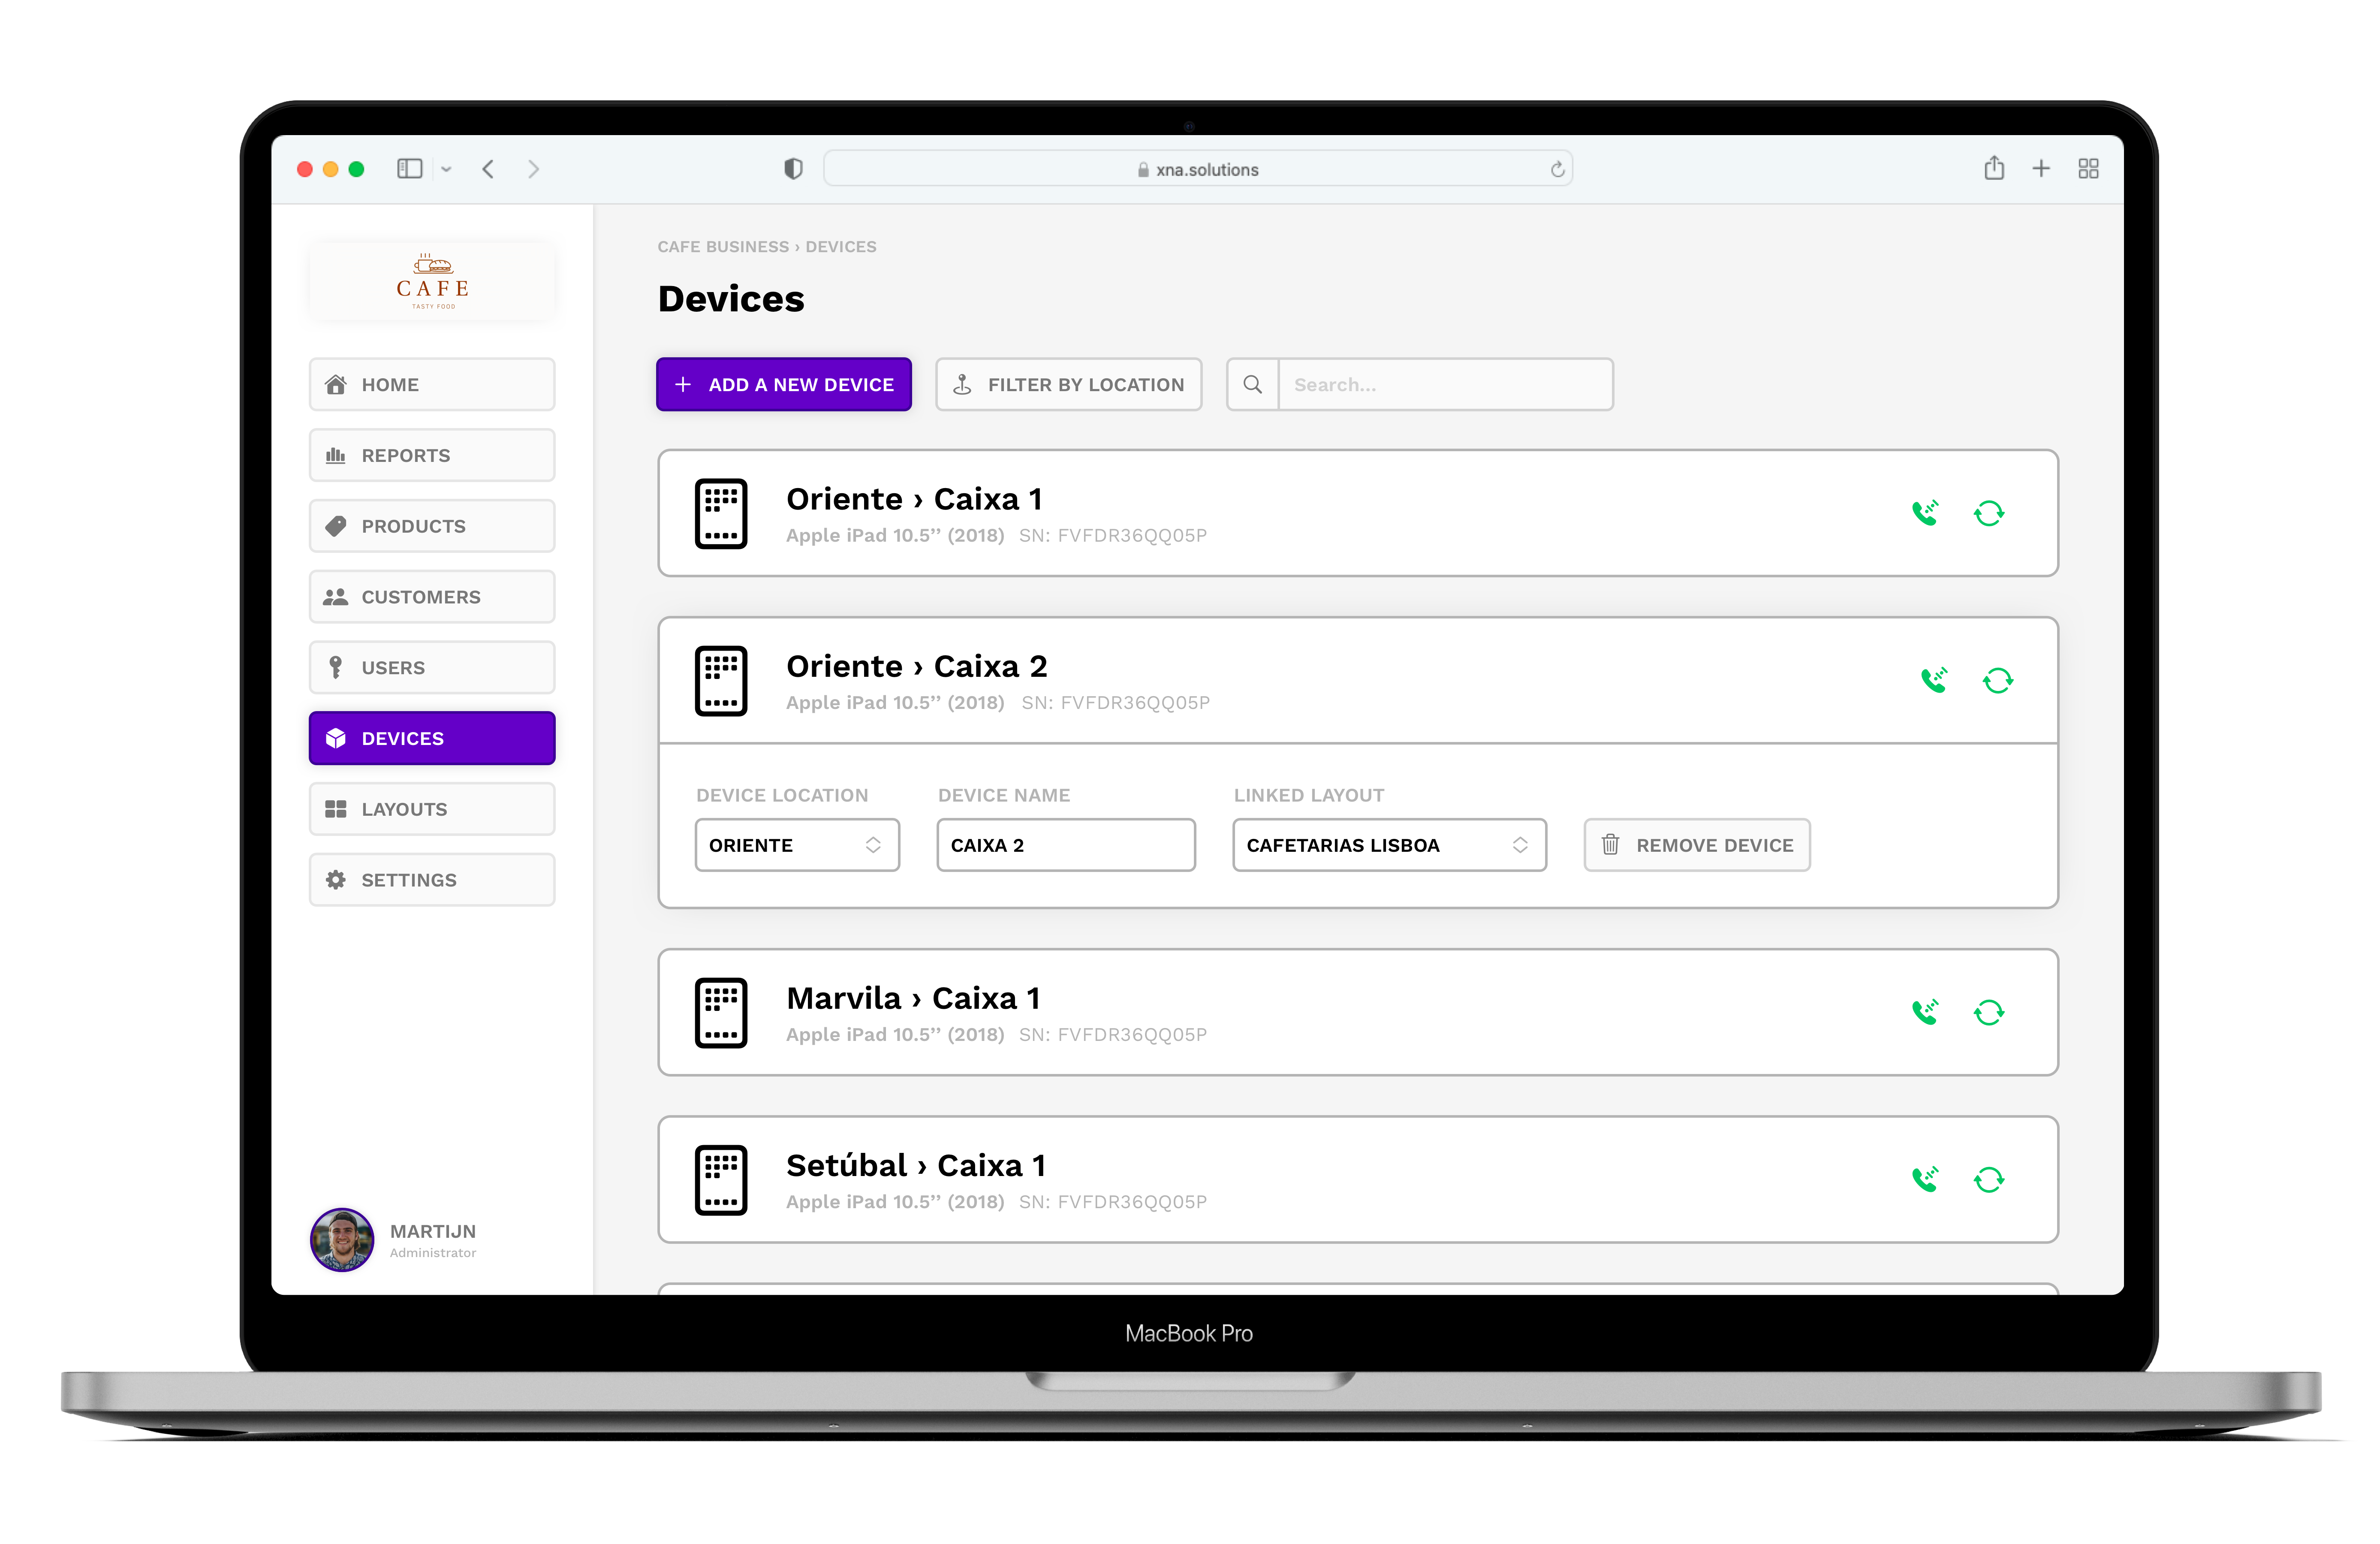 xna.solutions
CAFE
TASTY FOOD
HOME
REPORTS
PRODUCTS
CUSTOMERS
USERS
DEVICES
LAYOUTS
SETTINGS
MARTIJN
Administrator
CAFE BUSINESS › DEVICES
Devices
+ ADD A NEW DEVICE
FILTER BY LOCATION
Search...
Oriente › Caixa 1
Apple iPad 10.5’’ (2018) SN: FVFDR36QQ05P
Oriente › Caixa 2
Apple iPad 10.5’’ (2018) SN: FVFDR36QQ05P
DEVICE LOCATION DEVICE NAME LINKED LAYOUT
ORIENTE CAIXA 2 CAFETARIAS LISBOA REMOVE DEVICE
Marvila › Caixa 1
Apple iPad 10.5’’ (2018) SN: FVFDR36QQ05P
Setúbal › Caixa 1
Apple iPad 10.5’’ (2018) SN: FVFDR36QQ05P
MacBook Pro